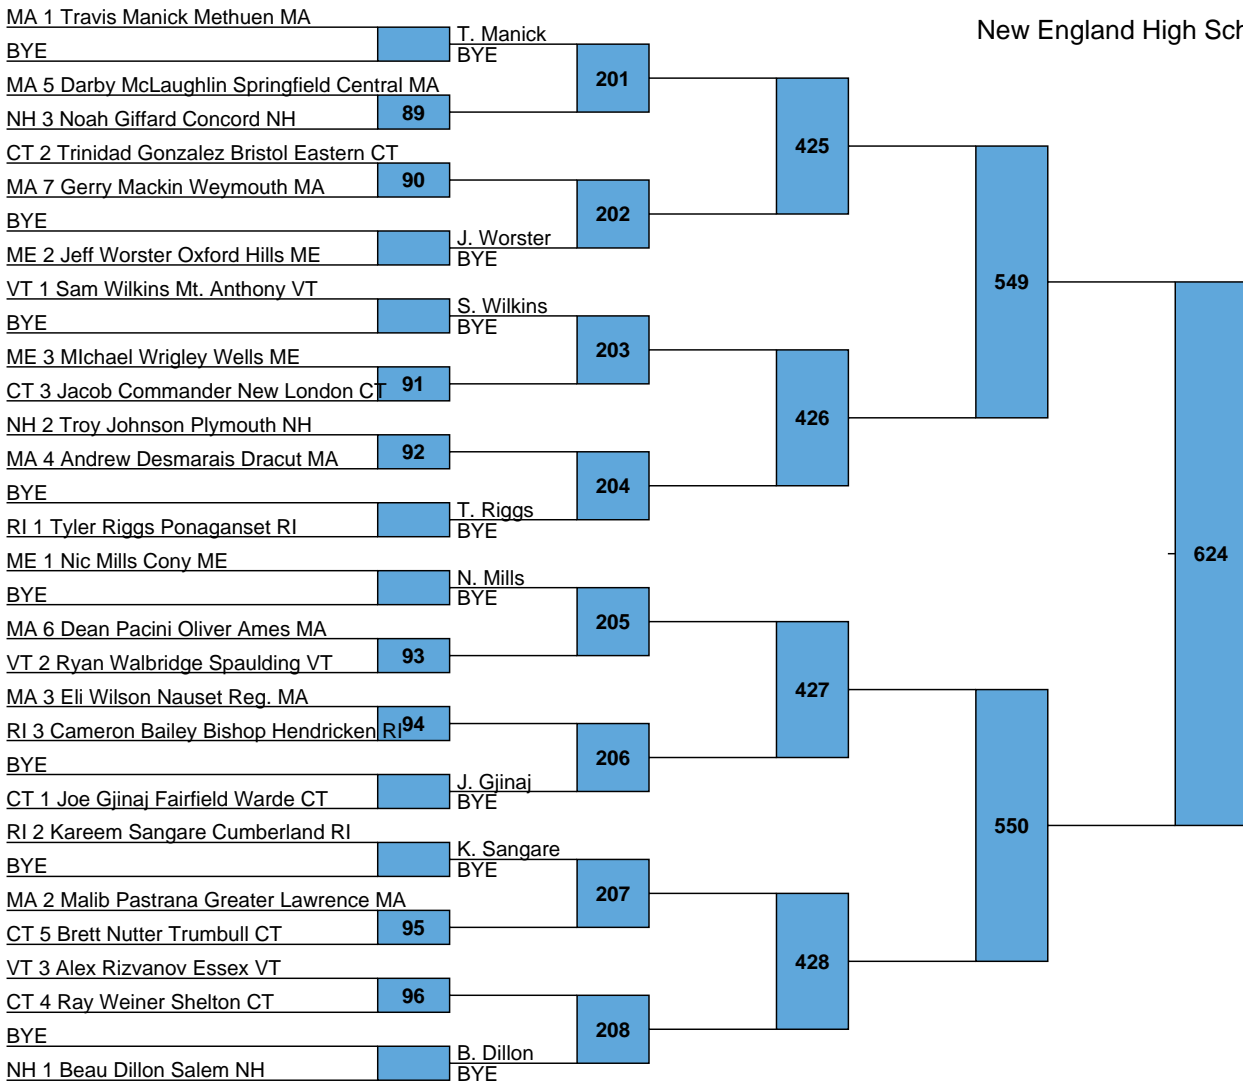 MA 1 Travis Manick Methuen MA
New England High Sch
T. Manick
BYE
BYE
201
MA 5 Darby McLaughlin Springfield Central MA
89
NH 3 Noah Giffard Concord NH
425
CT 2 Trinidad Gonzalez Bristol Eastern CT
90
MA 7 Gerry Mackin Weymouth MA
202
BYE
J. Worster
ME 2 Jeff Worster Oxford Hills ME
BYE
549
VT 1 Sam Wilkins Mt. Anthony VT
S. Wilkins
BYE
BYE
203
ME 3 MIchael Wrigley Wells ME
91
CT 3 Jacob Commander New London CT
426
NH 2 Troy Johnson Plymouth NH
92
MA 4 Andrew Desmarais Dracut MA
204
BYE
T. Riggs
RI 1 Tyler Riggs Ponaganset RI
BYE
624
ME 1 Nic Mills Cony ME
N. Mills
BYE
BYE
205
MA 6 Dean Pacini Oliver Ames MA
93
VT 2 Ryan Walbridge Spaulding VT
427
MA 3 Eli Wilson Nauset Reg. MA
94
RI 3 Cameron Bailey Bishop Hendricken RI
206
BYE
J. Gjinaj
CT 1 Joe Gjinaj Fairfield Warde CT
BYE
550
RI 2 Kareem Sangare Cumberland RI
K. Sangare
BYE
BYE
207
MA 2 Malib Pastrana Greater Lawrence MA
95
CT 5 Brett Nutter Trumbull CT
428
VT 3 Alex Rizvanov Essex VT
96
CT 4 Ray Weiner Shelton CT
208
BYE
B. Dillon
NH 1 Beau Dillon Salem NH
BYE